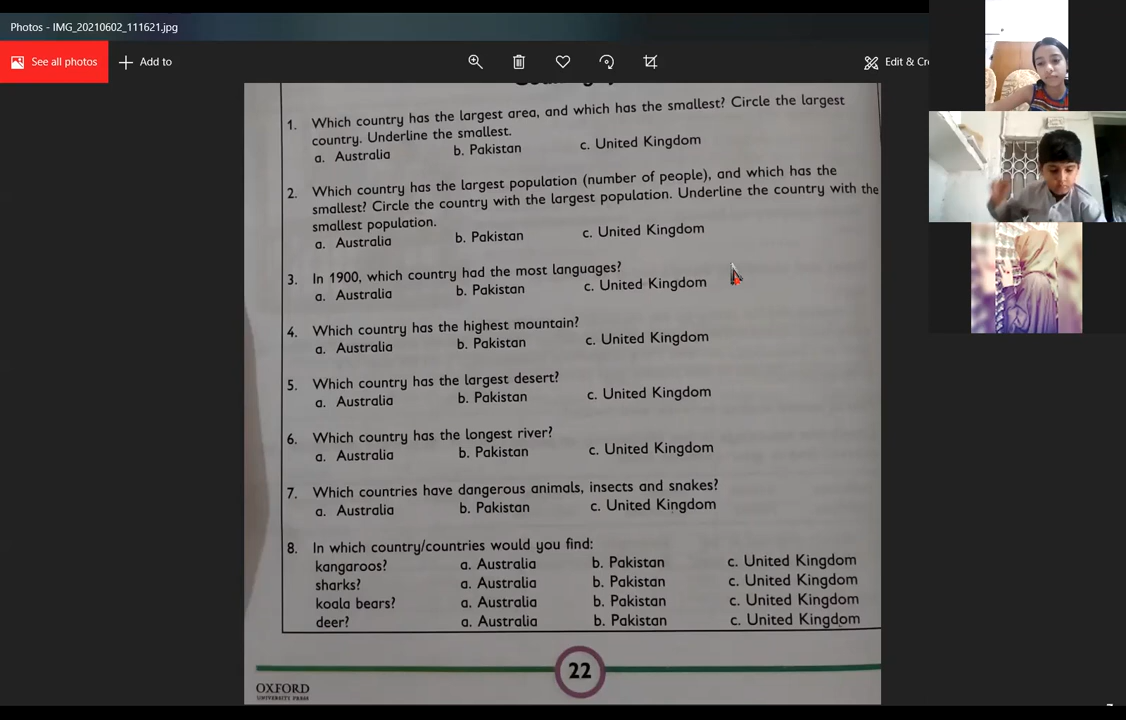 Photos - IMG_20210602_111621.jpg
See all photos
Add to
Edit & Cre
1. Which country has the largest area, and which has the smallest? Circle the largest
country. Underline the smallest.
a. Australia b. Pakistan c. United Kingdom
2. Which country has the largest population (number of people), and which has the
smallest? Circle the country with the largest population. Underline the country with the
smallest population.
a. Australia b. Pakistan c. United Kingdom
3. In 1900, which country had the most languages?
a. Australia b. Pakistan c. United Kingdom
4. Which country has the highest mountain?
a. Australia b. Pakistan c. United Kingdom
5. Which country has the largest desert?
a. Australia b. Pakistan c. United Kingdom
6. Which country has the longest river?
a. Australia b. Pakistan c. United Kingdom
7. Which countries have dangerous animals, insects and snakes?
a. Australia b. Pakistan c. United Kingdom
8. In which country/countries would you find:
kangaroos? a. Australia b. Pakistan c. United Kingdom
sharks? a. Australia b. Pakistan c. United Kingdom
koala bears? a. Australia b. Pakistan c. United Kingdom
deer? a. Australia b. Pakistan c. United Kingdom
22
OXFORD
UNIVERSITY PRESS